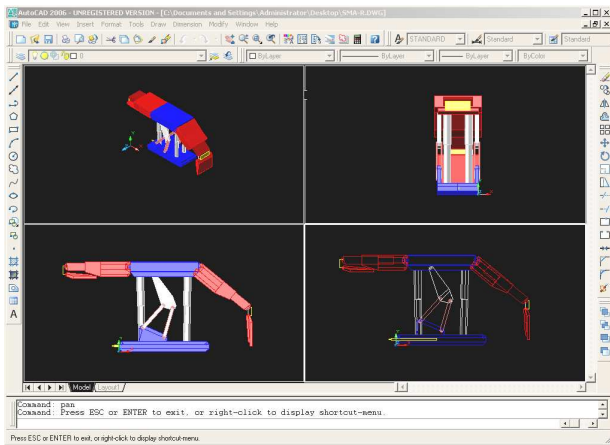 AutoCAD 2006 - UNREGISTERED VERSION - [C:\Documents and Settings\Administrator\Desktop\SMA-II.DWG]
File Edit View Insert Format Tools Draw Dimension Modify Window Help
STANDARD Standard Standard
0 ByLayer ByLayer ByLayer ByColor
Model Layout1
Command: pan
Command: Press ESC or ENTER to exit, or right-click to display shortcut-menu.
Press ESC or ENTER to exit, or right-click to display shortcut-menu.